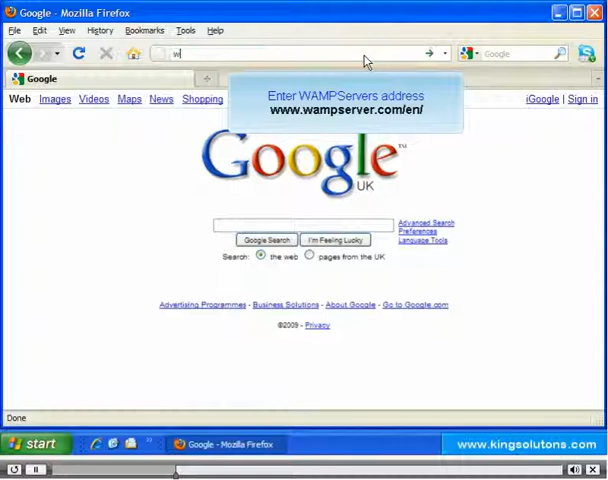 Google - Mozilla Firefox
File Edit View History Bookmarks Tools Help
w
Google
Google
Web Images Videos Maps News Shopping
iGoogle | Sign in
Enter WAMPServers address
www.wampserver.com/en/
Google™
UK
Advanced Search
Preferences
Language Tools
Google Search I'm Feeling Lucky
Search: the web pages from the UK
Advertising Programmes - Business Solutions - About Google - Go to Google.com
©2009 - Privacy
Done
start
Google - Mozilla Firefox
www.kingsolutons.com